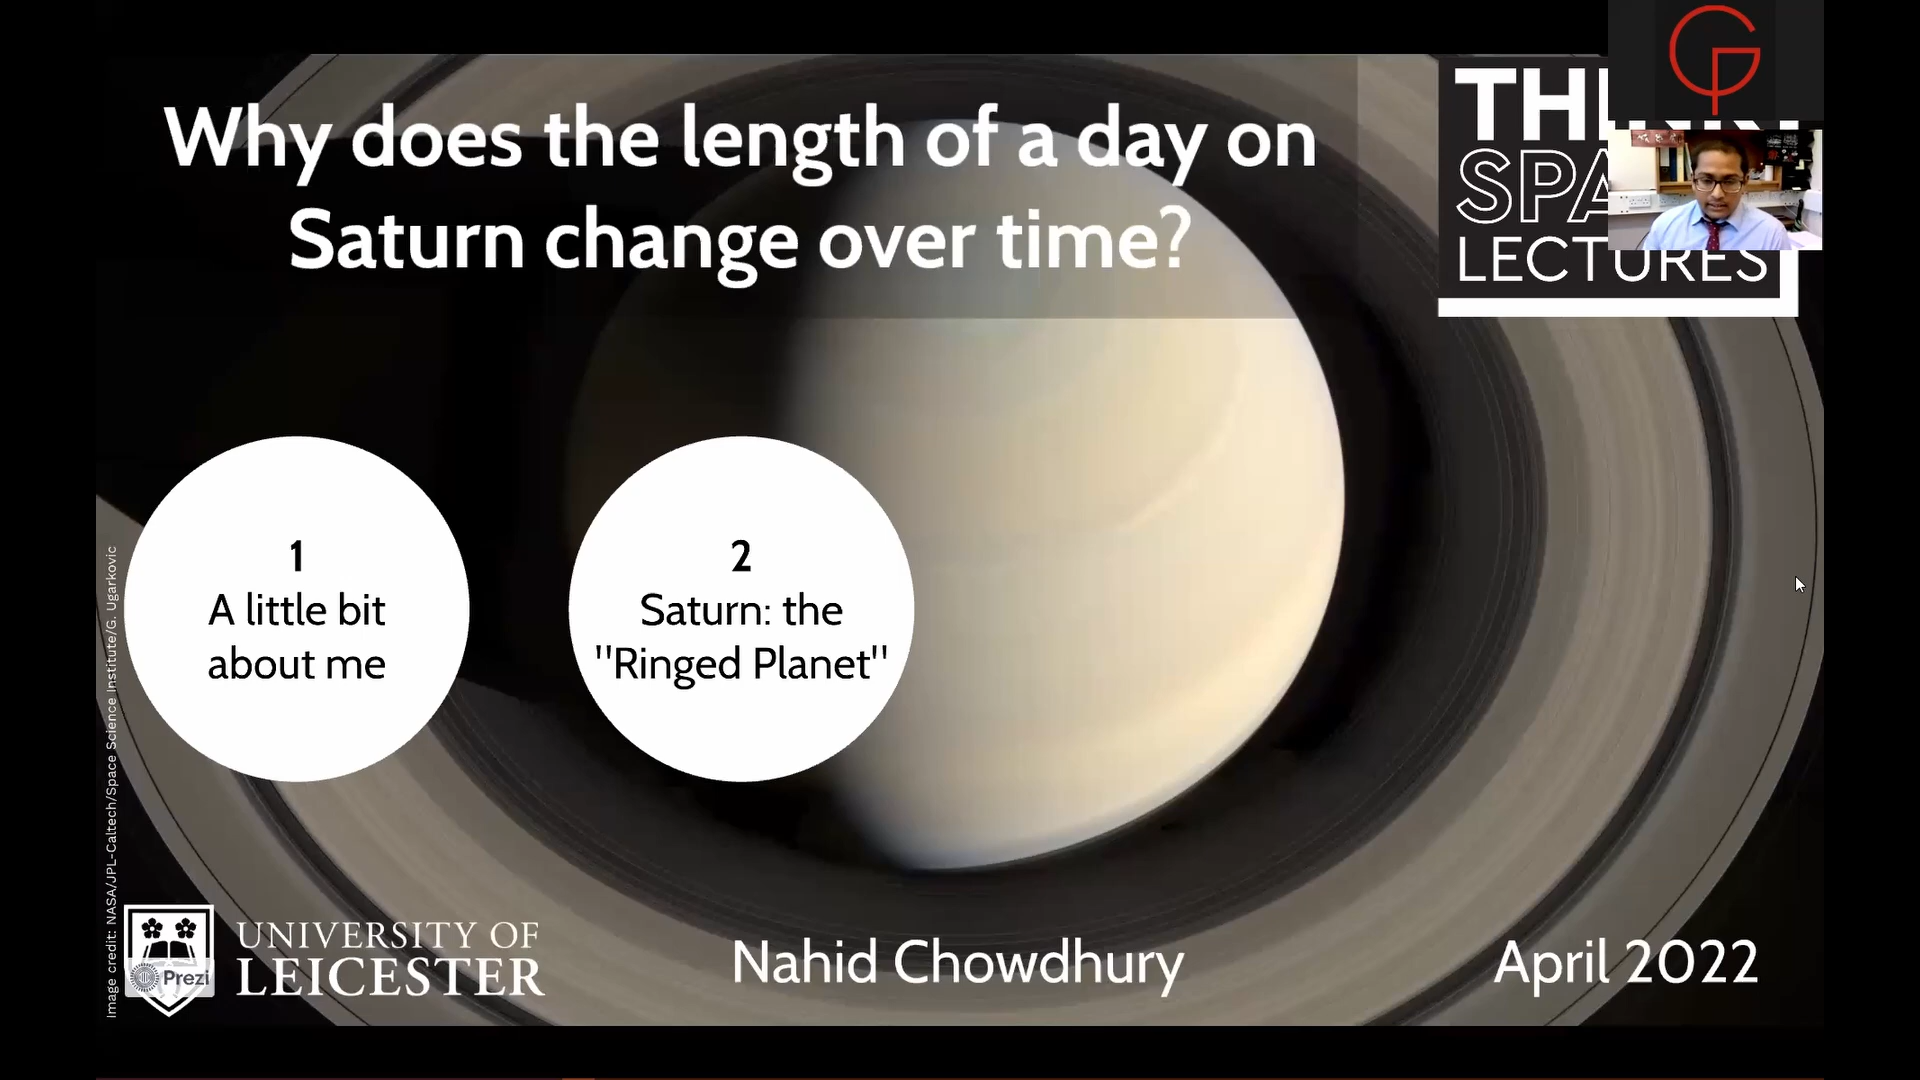 Why does the length of a day on
Saturn change over time?
LECTURES
1
A little bit
about me
2
Saturn: the
"Ringed Planet"
Image credit: NASA/JPL-Caltech/Space Science Institute/G. Ugarkovic
Prezi
UNIVERSITY OF
LEICESTER
Nahid Chowdhury
April 2022